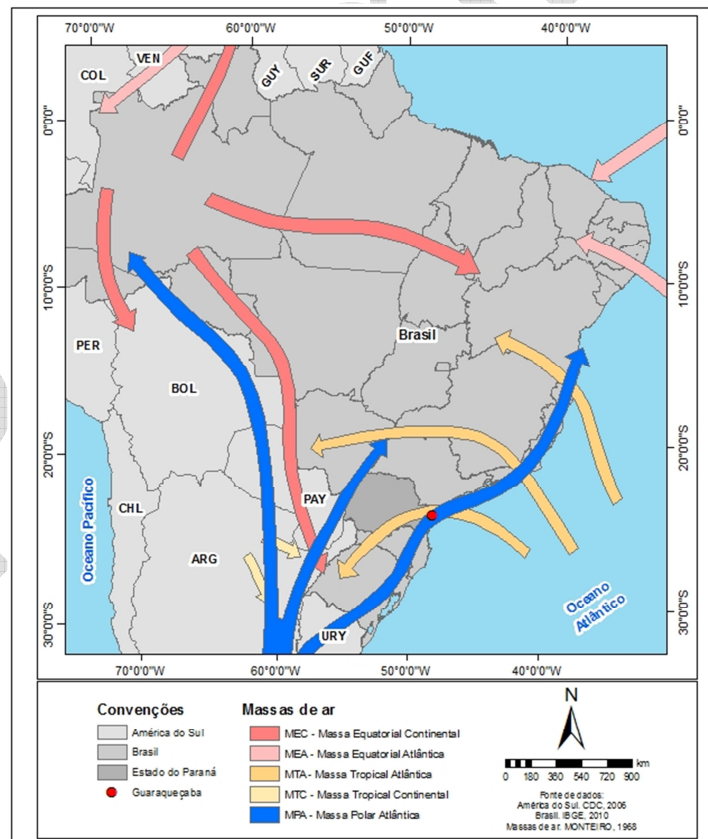 70°0'0"W 60°0'0"W 50°0'0"W 40°0'0"W
COL VEN GUY SUR GUF
0°0'0" 0°0'0"
10°0'0"S 10°0'0"S
PER Brasil
BOL
20°0'0"S 20°0'0"S
Oceano Pacífico
CHL PAY
ARG
Oceano
Atlântico
30°0'0"S URY 30°0'0"S
70°0'0"W 60°0'0"W 50°0'0"W 40°0'0"W
Convenções
América do Sul
Brasil
Estado do Paraná
Guaraqueçaba
Massas de ar
MEC - Massa Equatorial Continental
MEA - Massa Equatorial Atlântica
MTA - Massa Tropical Atlântica
MTC - Massa Tropical Continental
MPA - Massa Polar Atlântica
N
km
0 90 180 360 540 720 900
Fonte de dados:
América do Sul. CDC, 2006
Brasil. IBGE, 2010
Massas de ar. MONTEIRO, 1968